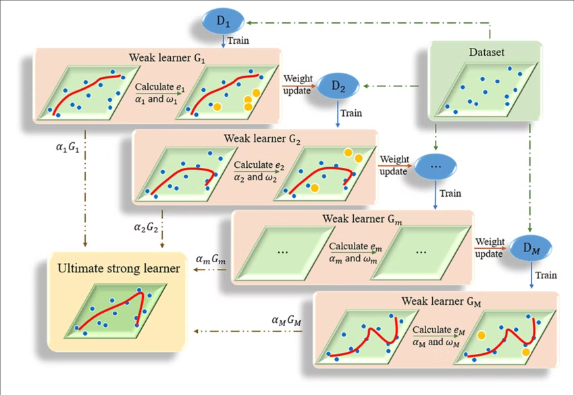 D1
Train
Weak learner G1
Calculate e1
α1 and ω1
Weight
update
D2
Dataset
Train
Weak learner G2
Calculate e2
α2 and ω2
Weight
update
...
α1G1
Train
α2G2
Weak learner Gm
...
Calculate em
αm and ωm
...
Weight
update
DM
αmGm
Ultimate strong learner
Train
Weak learner GM
Calculate eM
αM and ωM
αMGM